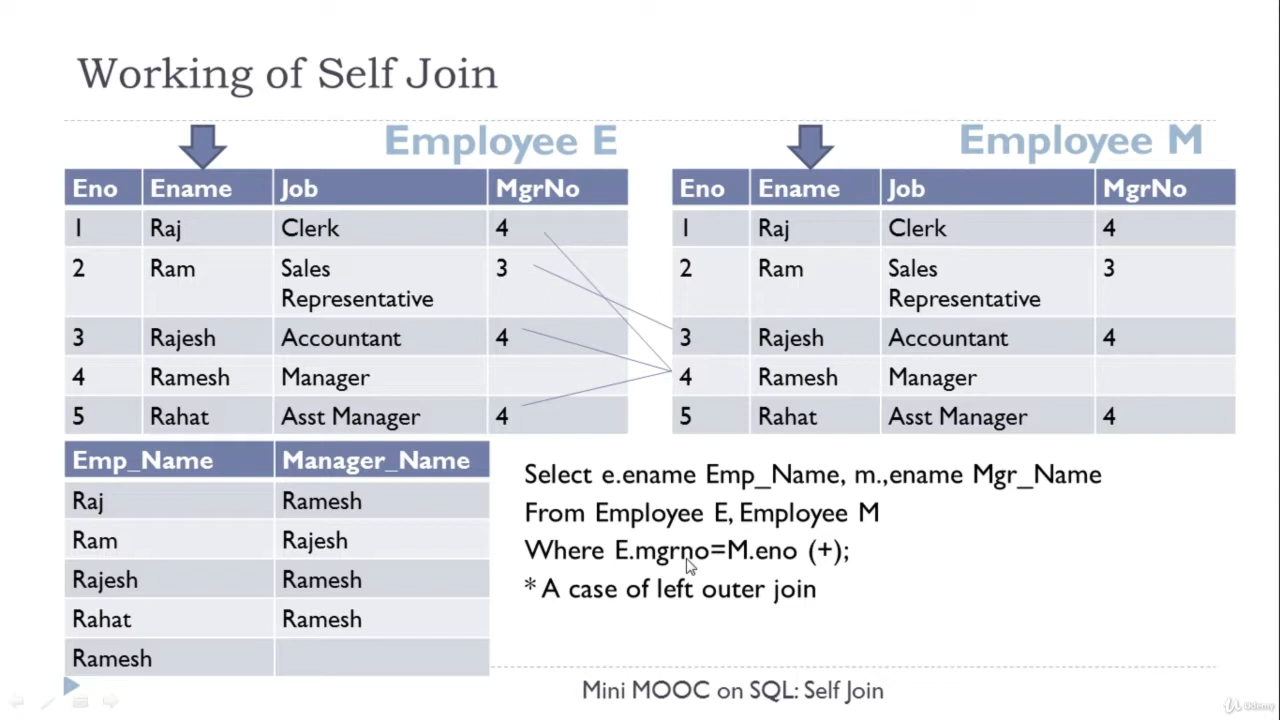 Working of Self Join
Employee E
Eno Ename Job MgrNo
1 Raj Clerk 4
2 Ram Sales Representative 3
3 Rajesh Accountant 4
4 Ramesh Manager
5 Rahat Asst Manager 4
Employee M
Eno Ename Job MgrNo
1 Raj Clerk 4
2 Ram Sales Representative 3
3 Rajesh Accountant 4
4 Ramesh Manager
5 Rahat Asst Manager 4
Emp_Name Manager_Name
Raj Ramesh
Ram Rajesh
Rajesh Ramesh
Rahat Ramesh
Ramesh
Select e.ename Emp_Name, m.,ename Mgr_Name
From Employee E, Employee M
Where E.mgrno=M.eno (+);
* A case of left outer join
Mini MOOC on SQL: Self Join
Udemy